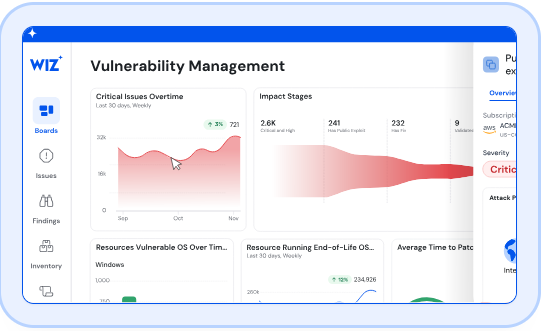 WIZ
Vulnerability Management
Boards
Issues
Findings
Inventory
Critical Issues Overtime
Last 30 days, Weekly
3% 721
32k
16k
0
Sep Oct Nov
Impact Stages
2.6K 241 232 9
Critical and High Has Public Exploit Has Fix Validated
Resources Vulnerable OS Over Tim...
Windows
1,000
750
Resource Running End-of-Life OS...
Last 30 days, Weekly
12% 234,926
260k
Average Time to Patc
Pu
ex
Overview
Subscripti
aws ACM
us-c
Severity
Critic
Attack P
Inte